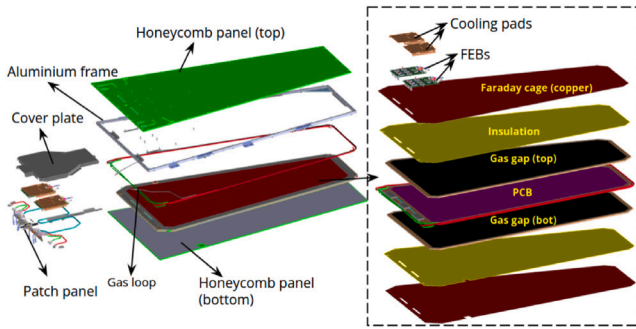 Honeycomb panel (top)
Aluminium frame
Cover plate
Patch panel
Gas loop
Honeycomb panel
(bottom)
Cooling pads
FEBs
Faraday cage (copper)
Insulation
Gas gap (top)
PCB
Gas gap (bot)